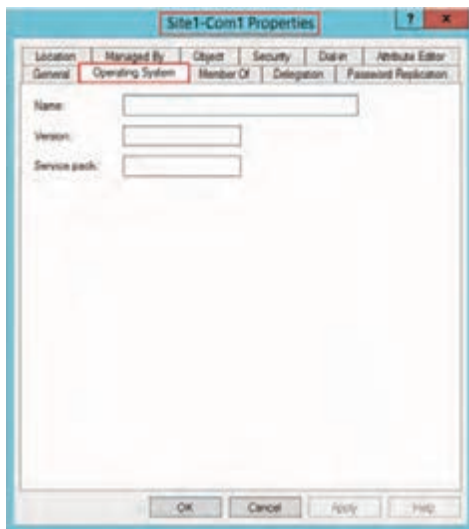 Site1-Com1 Properties ? x
Location Managed By Object Security Dial-in Attribute Editor
General Operating System Member Of Delegation Password Replication
Name:
Version:
Service pack:
OK Cancel Apply Help